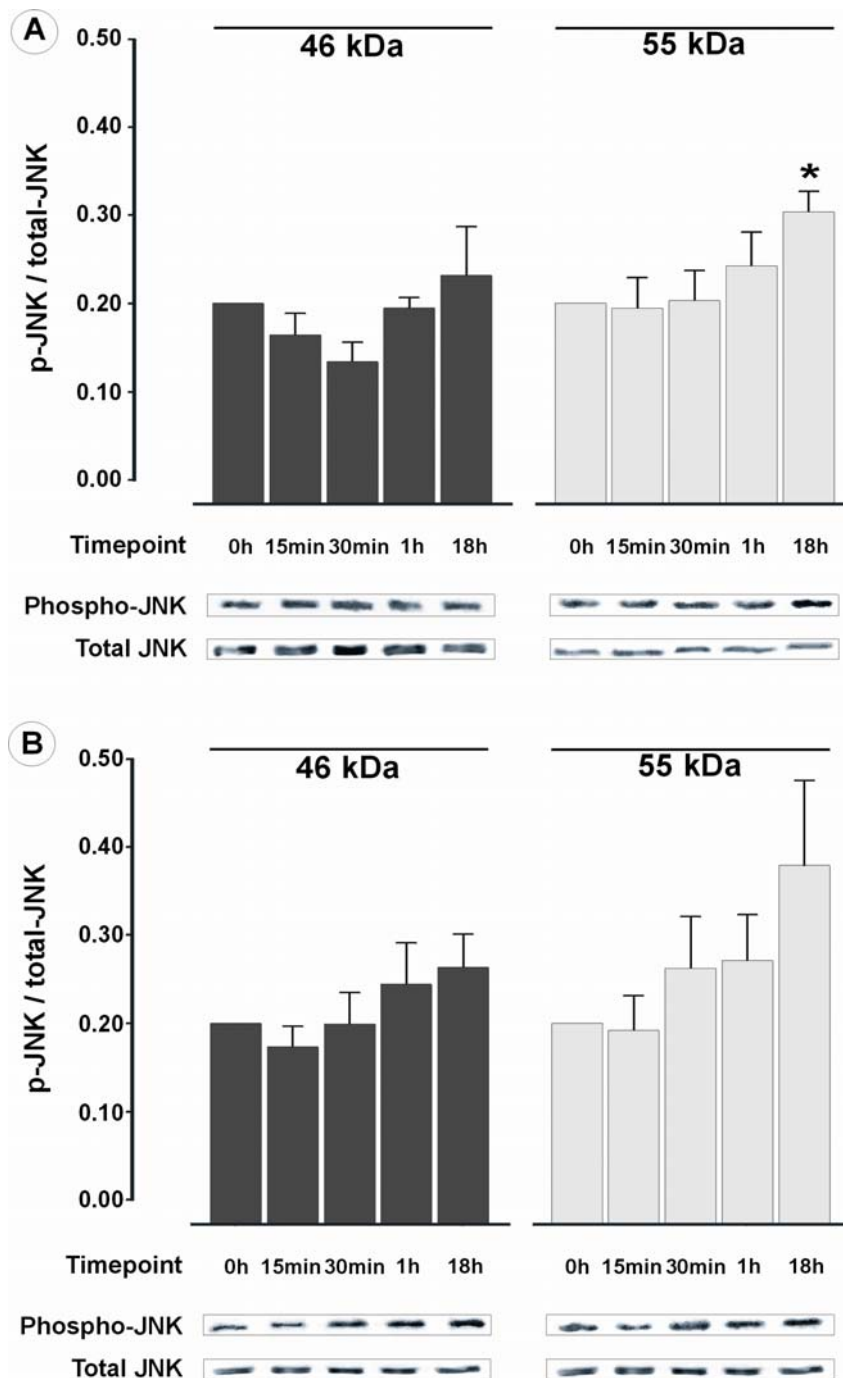 A
46 kDa 55 kDa
0.50
0.40
0.30
0.20
0.10
0.00
p-JNK / total-JNK
*
Timepoint 0h 15min 30min 1h 18h 0h 15min 30min 1h 18h
Phospho-JNK
Total JNK
B
46 kDa 55 kDa
0.50
0.40
0.30
0.20
0.10
0.00
p-JNK / total-JNK
Timepoint 0h 15min 30min 1h 18h 0h 15min 30min 1h 18h
Phospho-JNK
Total JNK